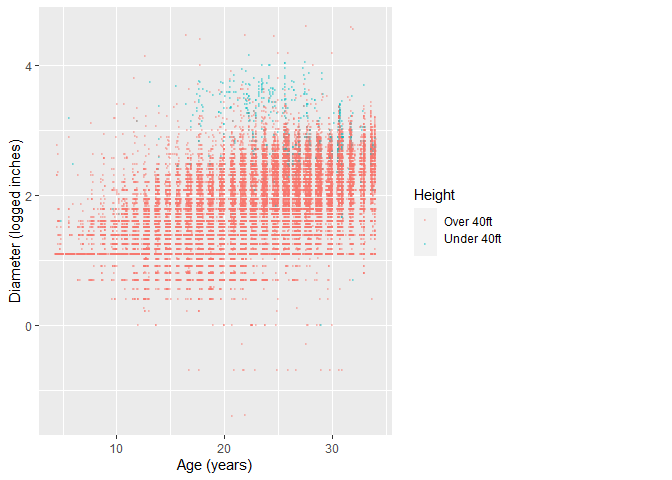 Diameter (logged inches)
4
2
0
10 20 30
Age (years)
Height
Over 40ft
Under 40ft